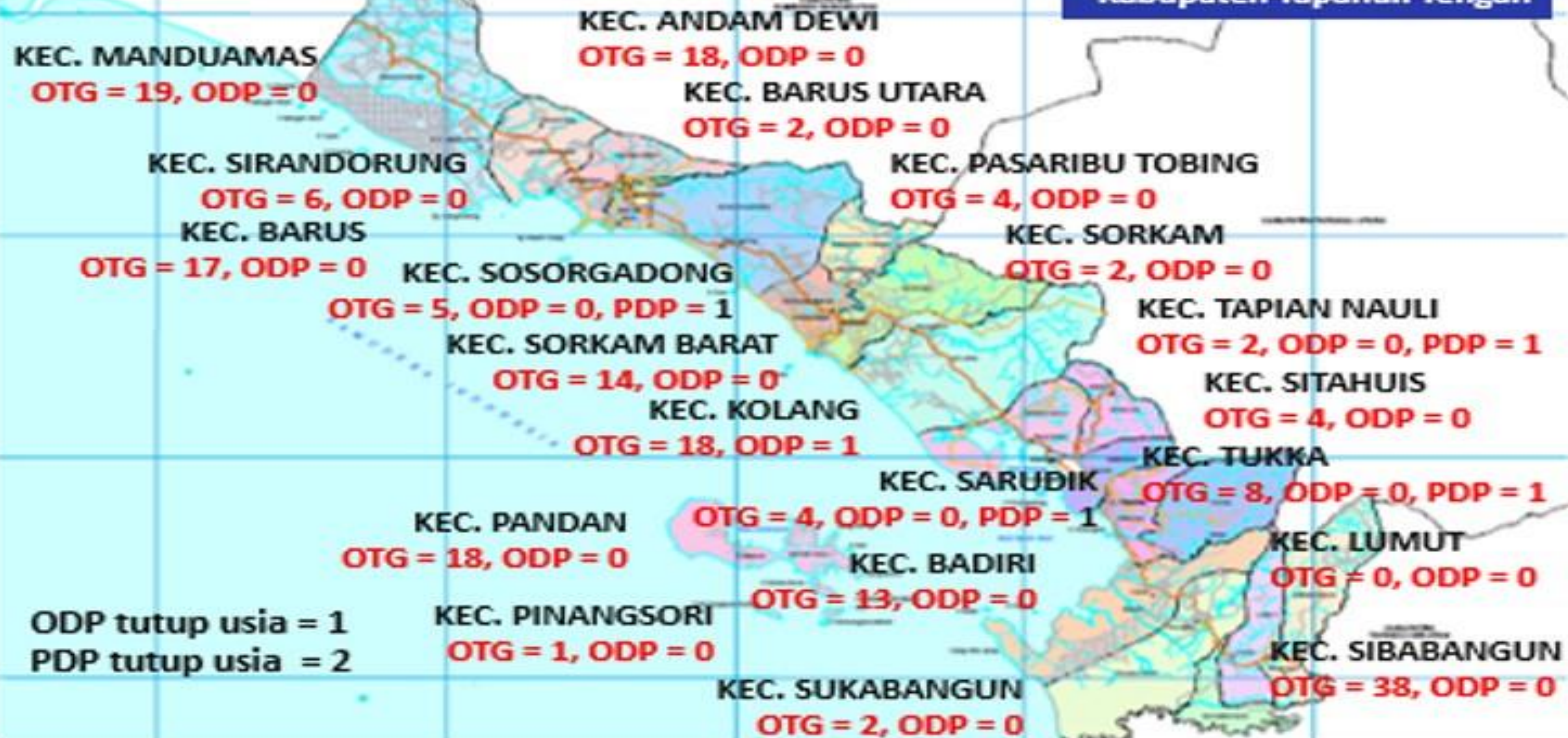 Kabupaten Tapanuli Tengah
KEC. ANDAM DEWI
OTG = 18, ODP = 0
KEC. MANDUAMAS
OTG = 19, ODP = 0
KEC. BARUS UTARA
OTG = 2, ODP = 0
KEC. SIRANDORUNG
OTG = 6, ODP = 0
KEC. PASARIBU TOBING
OTG = 4, ODP = 0
KEC. BARUS
OTG = 17, ODP = 0
KEC. SORKAM
OTG = 2, ODP = 0
KEC. SOSORGADONG
OTG = 5, ODP = 0, PDP = 1
KEC. TAPIAN NAULI
OTG = 2, ODP = 0, PDP = 1
KEC. SORKAM BARAT
OTG = 14, ODP = 0
KEC. SITAHUIS
OTG = 4, ODP = 0
KEC. KOLANG
OTG = 18, ODP = 1
KEC. TUKKA
OTG = 8, ODP = 0, PDP = 1
KEC. SARUDIK
OTG = 4, ODP = 0, PDP = 1
KEC. PANDAN
OTG = 18, ODP = 0
KEC. LUMUT
OTG = 0, ODP = 0
KEC. BADIRI
OTG = 13, ODP = 0
KEC. PINANGSORI
OTG = 1, ODP = 0
ODP tutup usia = 1
PDP tutup usia = 2
KEC. SIBABANGUN
OTG = 38, ODP = 0
KEC. SUKABANGUN
OTG = 2, ODP = 0